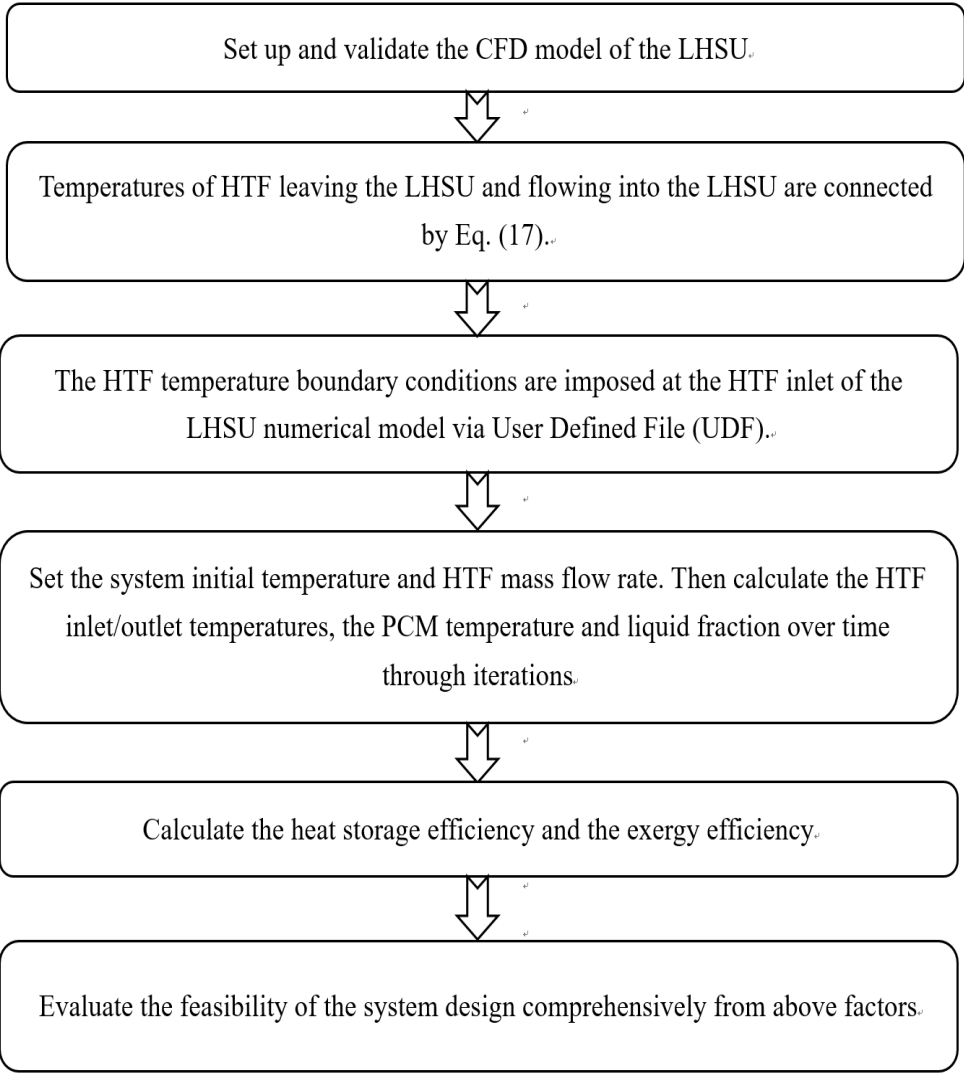 Set up and validate the CFD model of the LHSU
Temperatures of HTF leaving the LHSU and flowing into the LHSU are connected
by Eq. (17).
The HTF temperature boundary conditions are imposed at the HTF inlet of the
LHSU numerical model via User Defined File (UDF).
Set the system initial temperature and HTF mass flow rate. Then calculate the HTF
inlet/outlet temperatures, the PCM temperature and liquid fraction over time
through iterations
Calculate the heat storage efficiency and the exergy efficiency
Evaluate the feasibility of the system design comprehensively from above factors